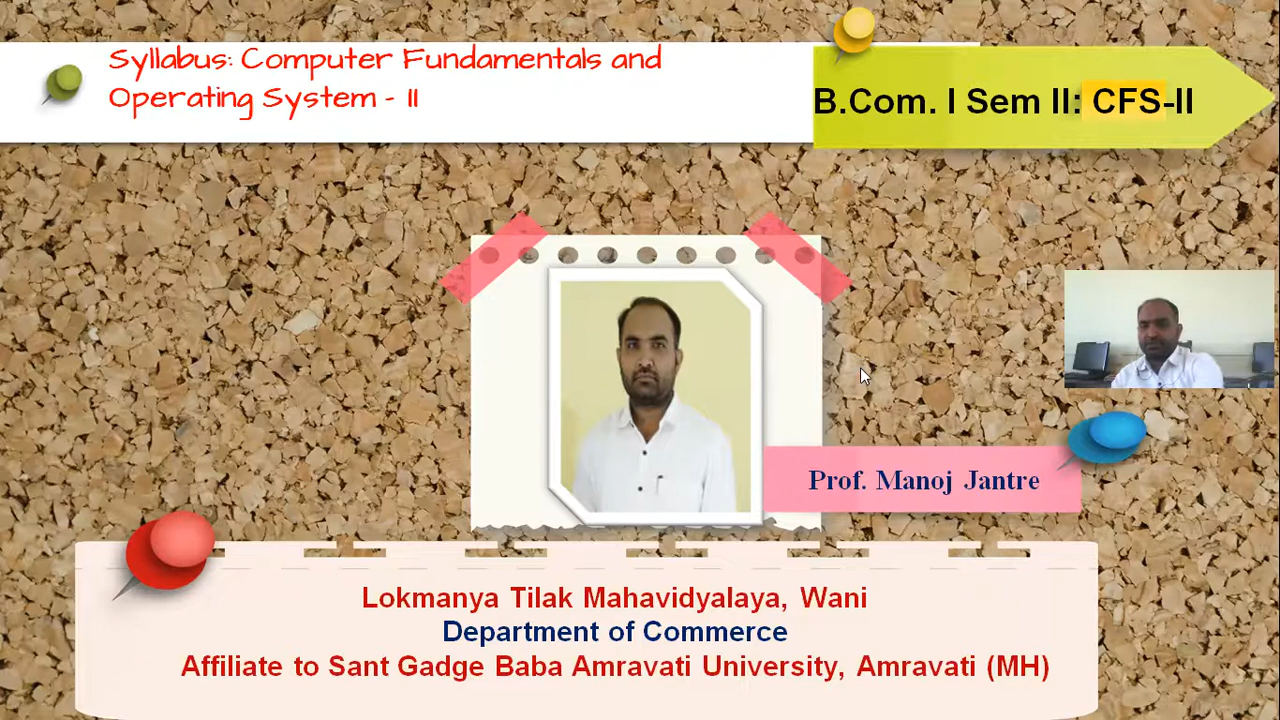 Syllabus: Computer Fundamentals and
Operating System - II
B.Com. I Sem II: CFS-II
Prof. Manoj Jantre
Lokmanya Tilak Mahavidyalaya, Wani
Department of Commerce
Affiliate to Sant Gadge Baba Amravati University, Amravati (MH)